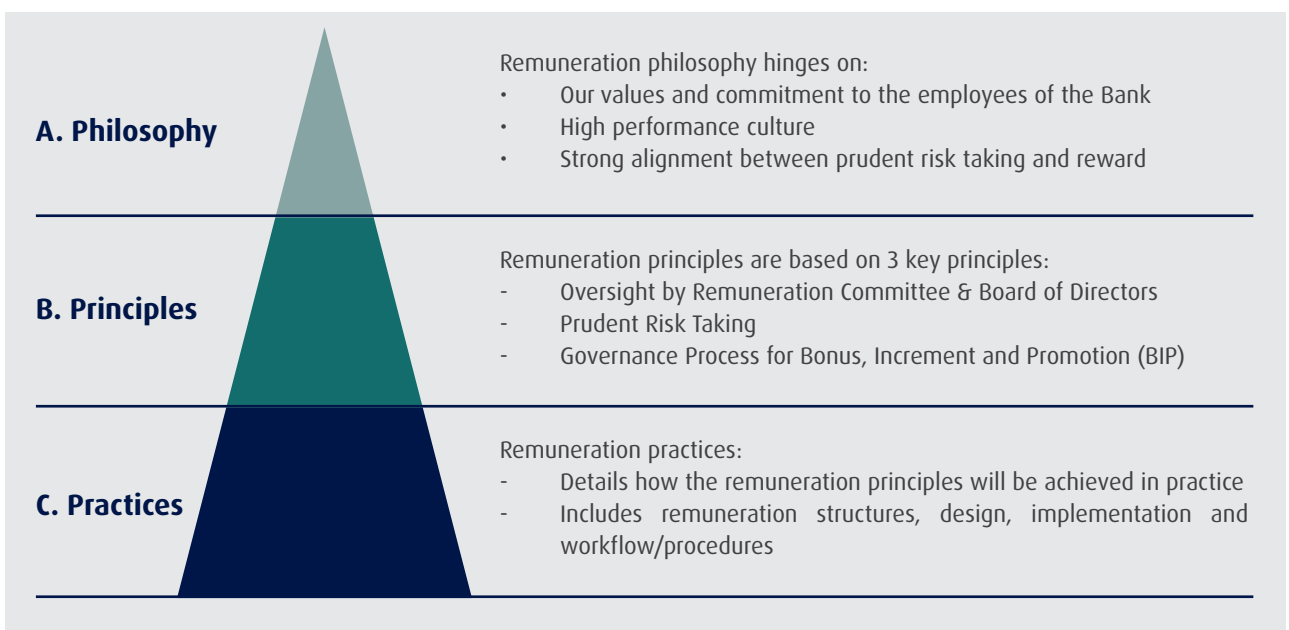 A. Philosophy
Remuneration philosophy hinges on:
• Our values and commitment to the employees of the Bank
• High performance culture
• Strong alignment between prudent risk taking and reward
B. Principles
Remuneration principles are based on 3 key principles:
- Oversight by Remuneration Committee & Board of Directors
- Prudent Risk Taking
- Governance Process for Bonus, Increment and Promotion (BIP)
C. Practices
Remuneration practices:
- Details how the remuneration principles will be achieved in practice
- Includes remuneration structures, design, implementation and
workflow/procedures